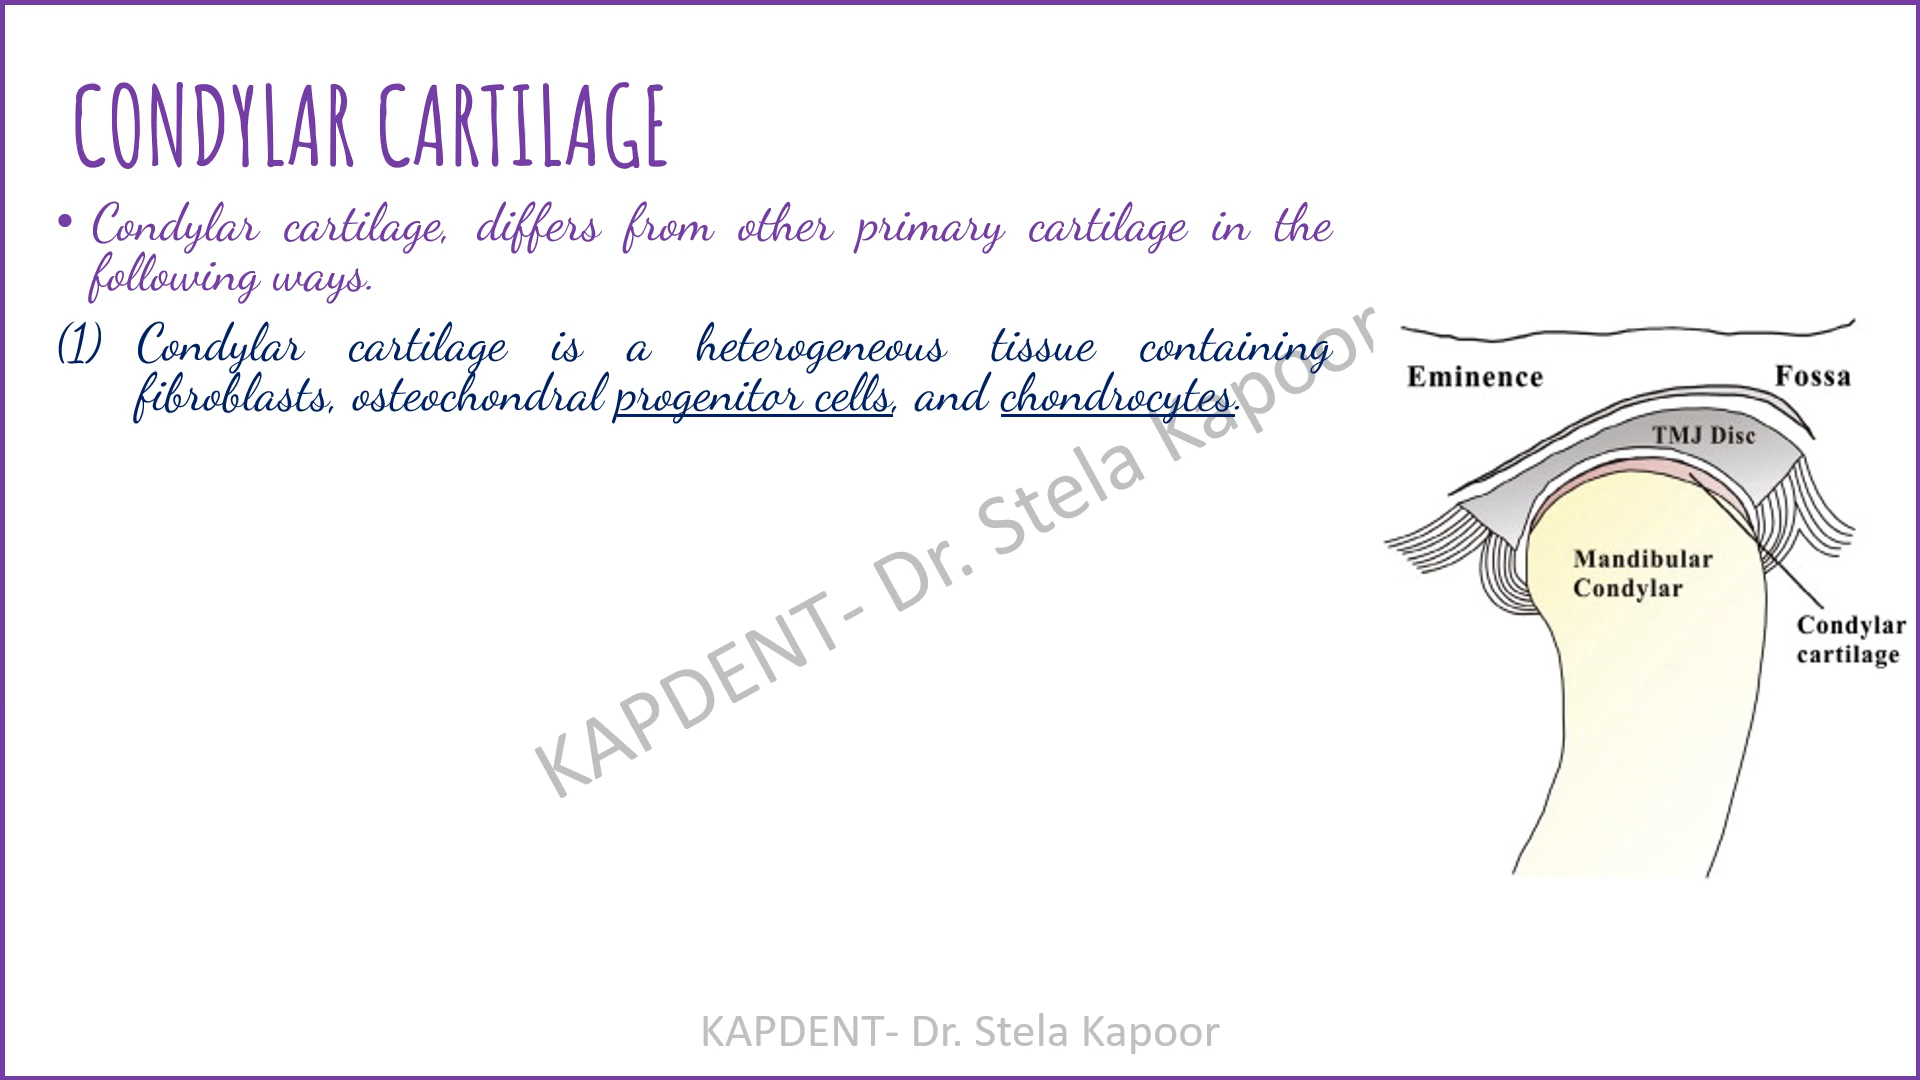 CONDYLAR CARTILAGE
• Condylar cartilage, differs from other primary cartilage in the
following ways.
(1) Condylar cartilage is a heterogeneous tissue containing
fibroblasts, osteochondral progenitor cells, and chondrocytes.
Eminence
Fossa
TMJ Disc
Mandibular
Condylar
Condylar
cartilage
KAPDENT- Dr. Stela Kapoor
KAPDENT- Dr. Stela Kapoor